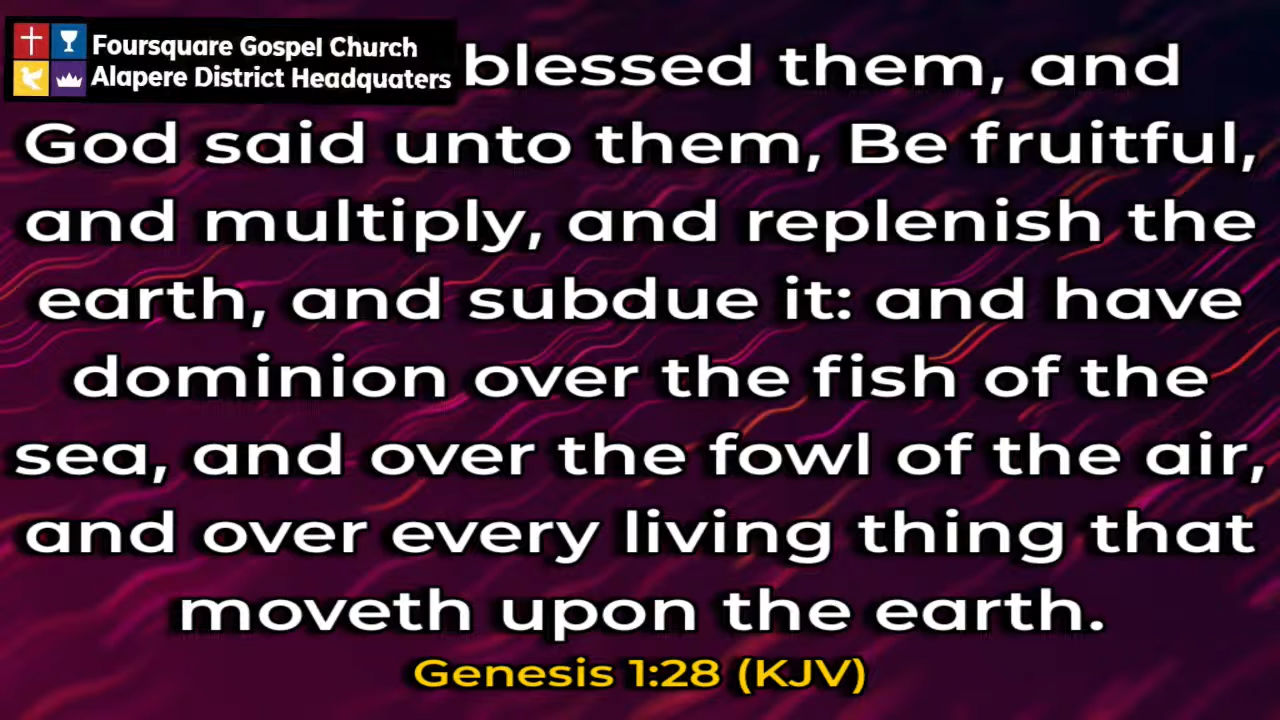 Foursquare Gospel Church
Alapere District Headquaters
blessed them, and
God said unto them, Be fruitful,
and multiply, and replenish the
earth, and subdue it: and have
dominion over the fish of the
sea, and over the fowl of the air,
and over every living thing that
moveth upon the earth.
Genesis 1:28 (KJV)